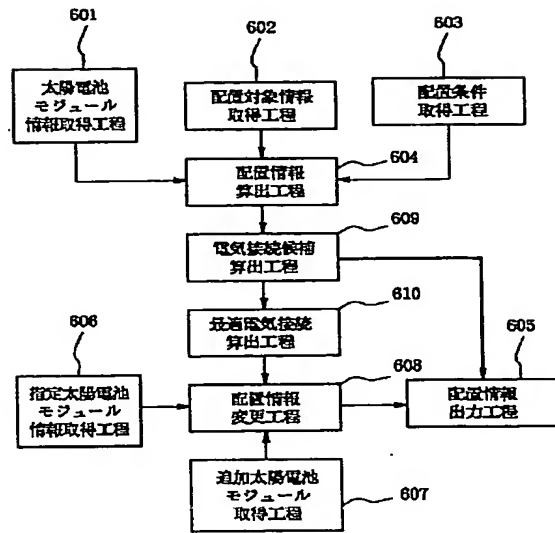 601
602
603
太陽電池
モジュール
情報取得工程
配置対象情報
取得工程
配置条件
取得工程
604
配置情報
算出工程
609
電気接続候補
算出工程
610
最適電気接続
算出工程
606
608
605
指定太陽電池
モジュール
情報取得工程
配置情報
変更工程
配置情報
出力工程
追加太陽電池
モジュール
取得工程
607